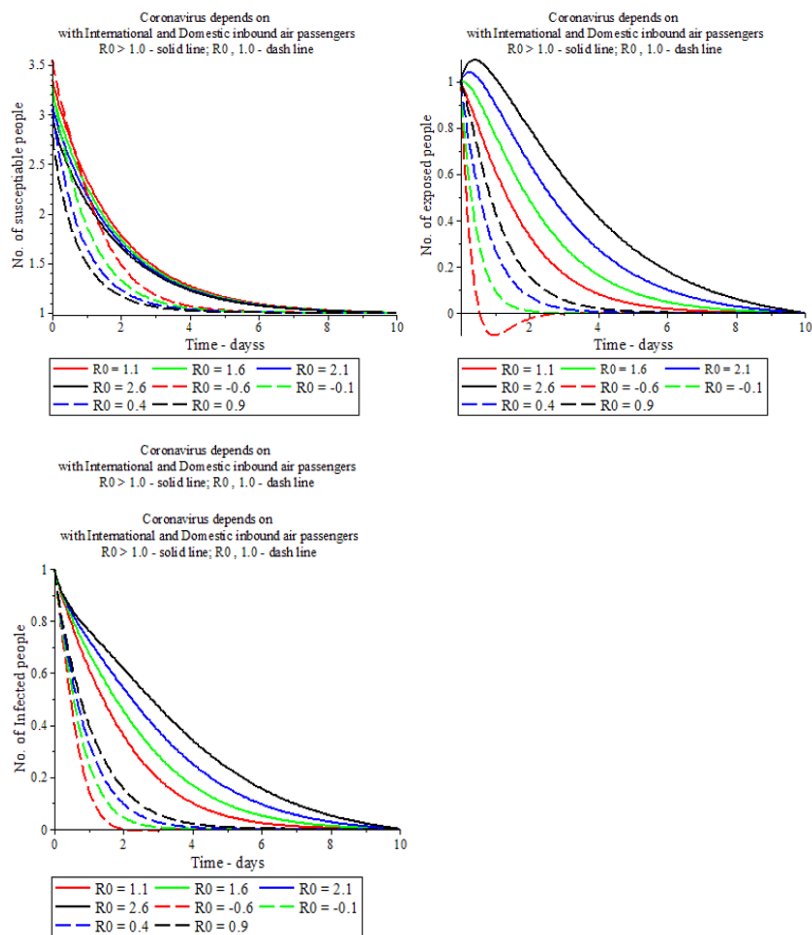 Coronavirus depends on
with International and Domestic inbound air passengers
R0 > 1.0 - solid line; R0 , 1.0 - dash line
No. of susceptiable people
3.5
3
2.5
2
1.5
1
0
2
4
6
8
10
Time - dayss
R0 = 1.1
R0 = 1.6
R0 = 2.1
R0 = 2.6
R0 = -0.6
R0 = -0.1
R0 = 0.4
R0 = 0.9
Coronavirus depends on
with International and Domestic inbound air passengers
R0 > 1.0 - solid line; R0 , 1.0 - dash line
No. of exposed people
1
0.8
0.6
0.4
0.2
0
2
4
6
8
10
Time - days
R0 = 1.1
R0 = 1.6
R0 = 2.1
R0 = 2.6
R0 = -0.6
R0 = -0.1
R0 = 0.4
R0 = 0.9
Coronavirus depends on
with International and Domestic inbound air passengers
R0 > 1.0 - solid line; R0 , 1.0 - dash line
Coronavirus depends on
with International and Domestic inbound air passengers
R0 > 1.0 - solid line; R0 , 1.0 - dash line
No. of Infected people
1
0.8
0.6
0.4
0.2
0
0
2
4
6
8
10
Time - days
R0 = 1.1
R0 = 1.6
R0 = 2.1
R0 = 2.6
R0 = -0.6
R0 = -0.1
R0 = 0.4
R0 = 0.9